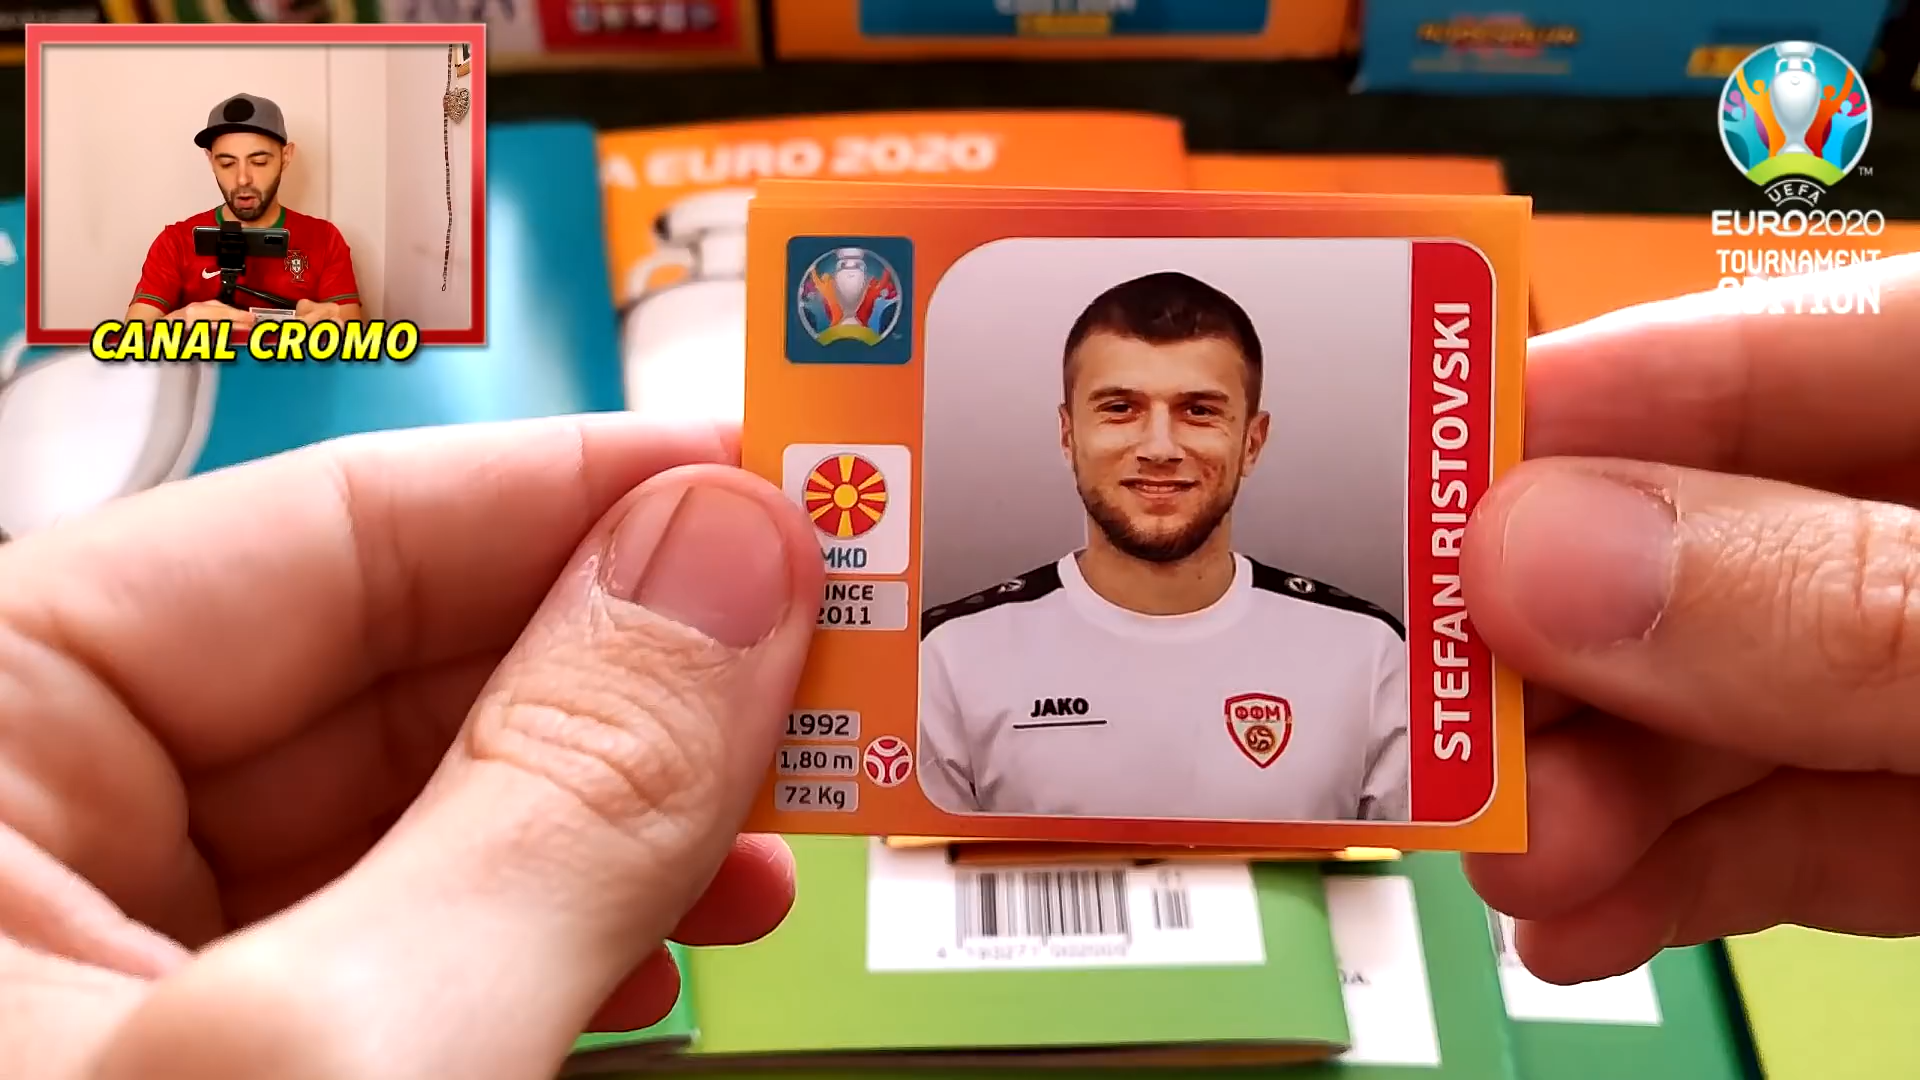 CANAL CROMO
A EURO 2020
UEFA
EURO2020
TOURNAMENT
EDITION
MKD
INCE
2011
1992
1,80 m
72 Kg
JAKO
ФФМ
STEFAN RISTOVSKI